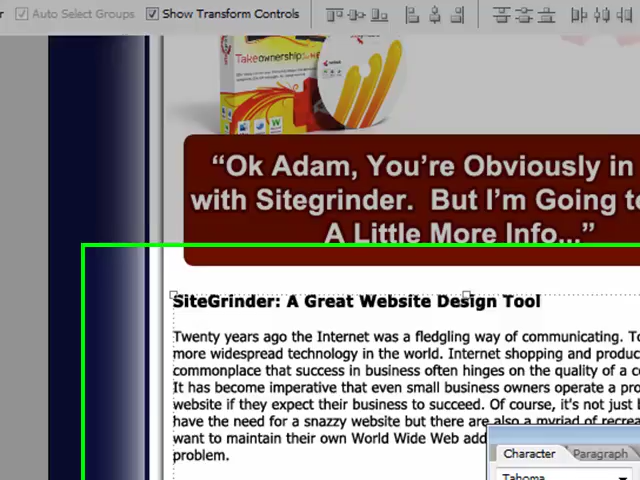 Auto Select Groups Show Transform Controls
Takeownership
“Ok Adam, You’re Obviously in
with Sitegrinder. But I’m Going to
A Little More Info...”
SiteGrinder: A Great Website Design Tool
Twenty years ago the Internet was a fledgling way of communicating. To
more widespread technology in the world. Internet shopping and produc
commonplace that success in business often hinges on the quality of a c
It has become imperative that even small business owners operate a pro
website if they expect their business to succeed. Of course, it's not just b
have the need for a snazzy website but there are also a myriad of recrea
want to maintain their own World Wide Web add
problem.
Character Paragraph
Tahoma